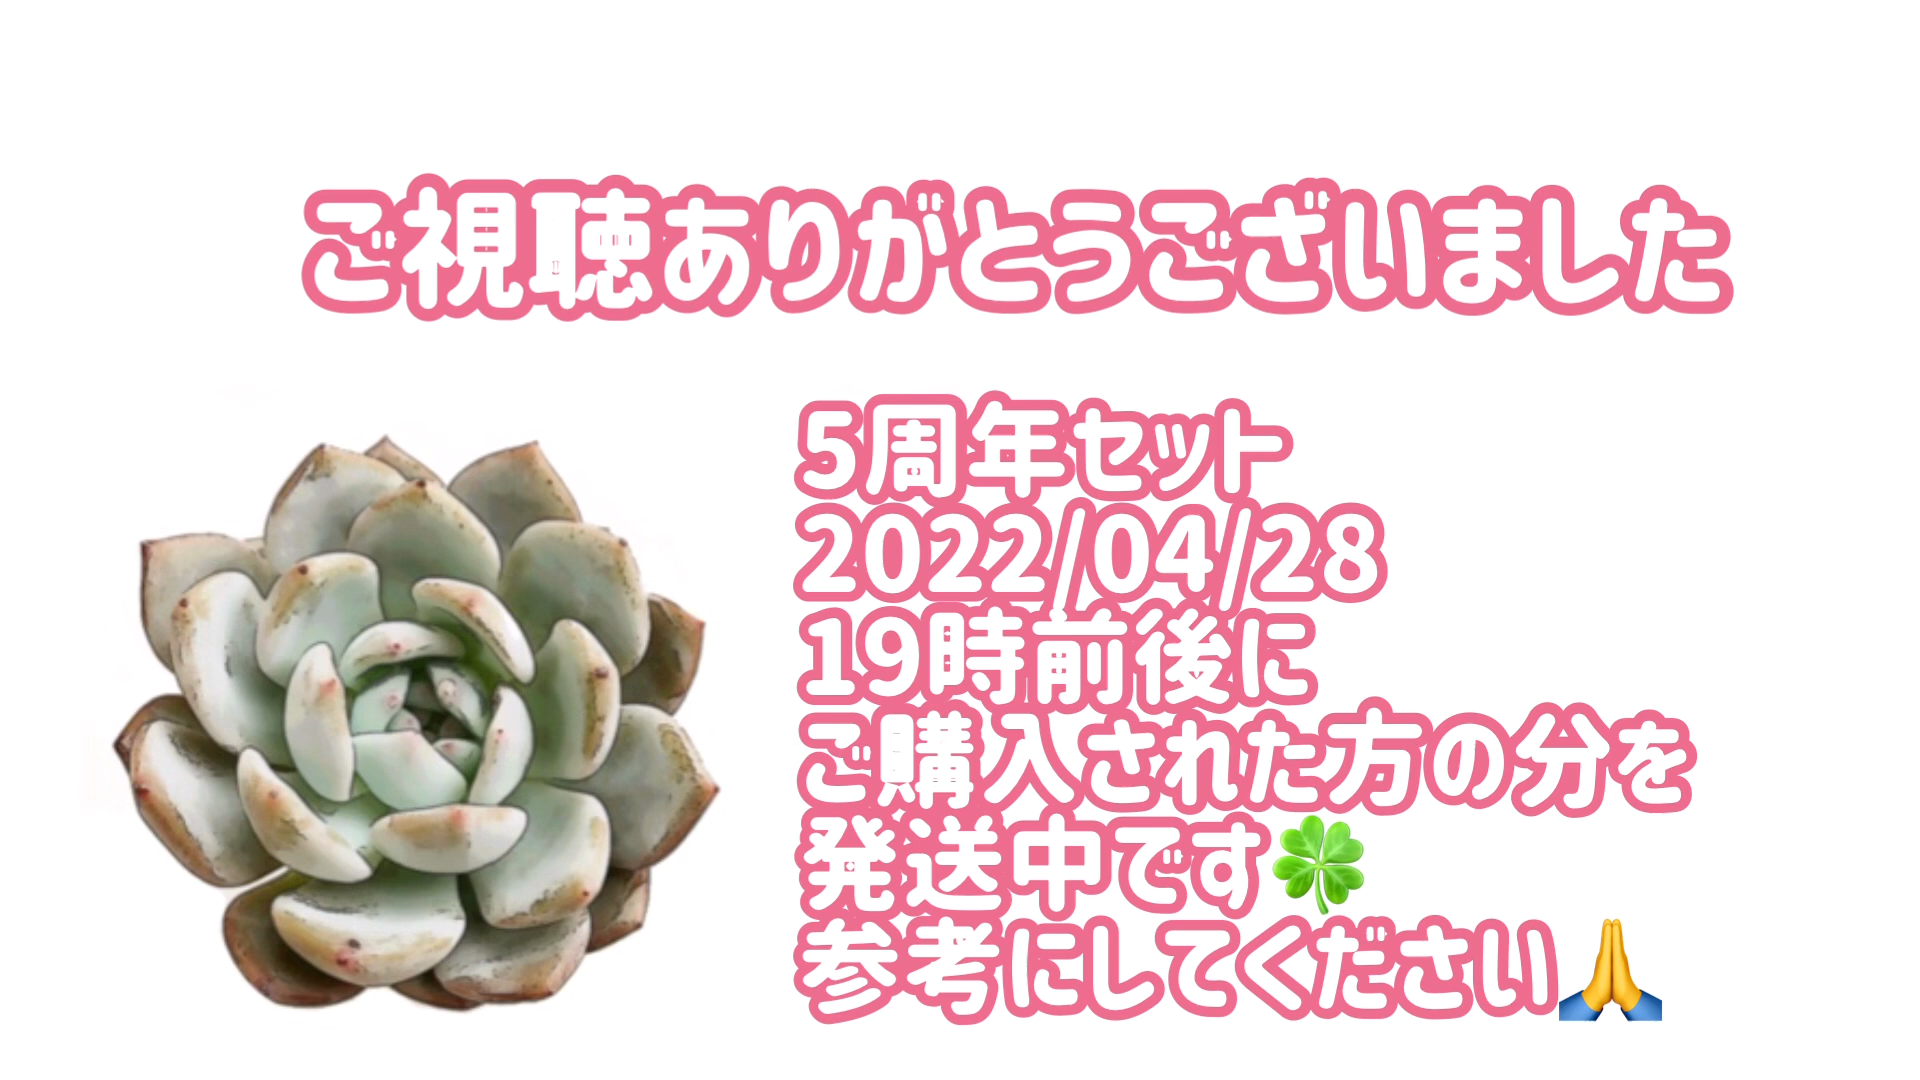 ご視聴ありがとうございました
5周年セット
2022/04/28
19時前後に
ご購入された方の分を
発送中です🍀
参考にしてください🙏